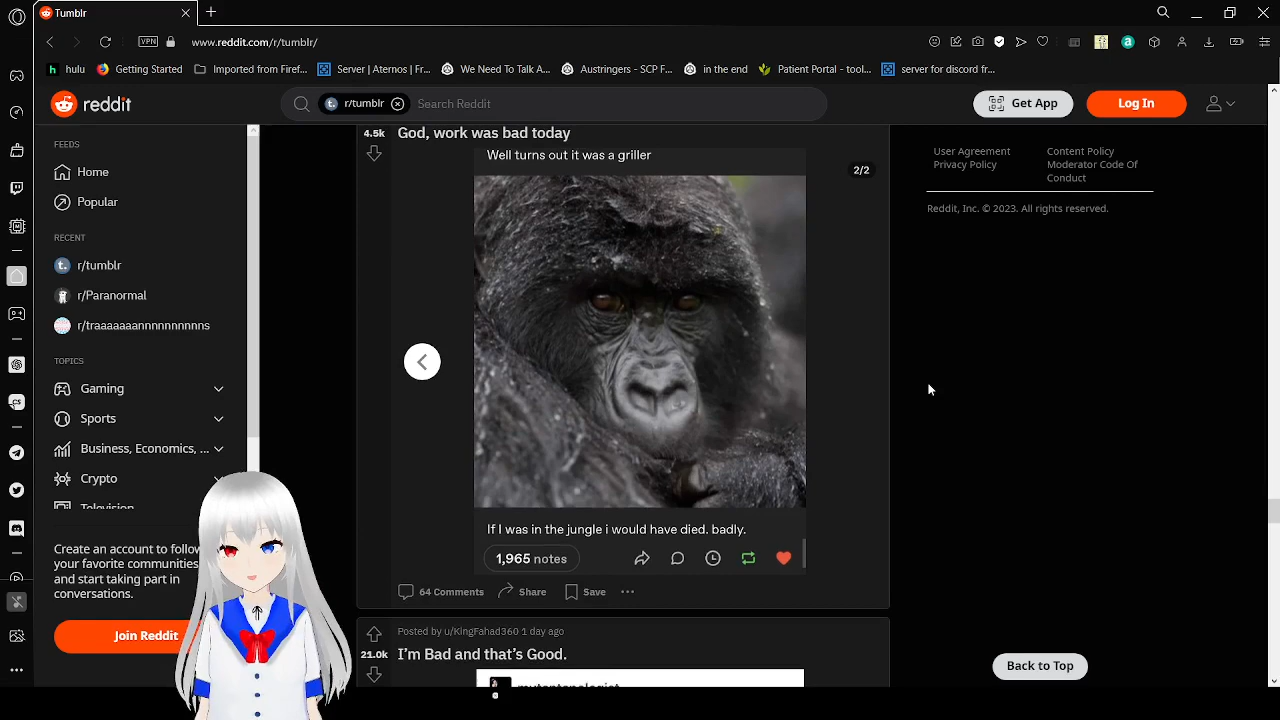 Tumblr
VPN
www.reddit.com/r/tumblr/
h hulu
Getting Started
Imported from Firef...
Server | Aternos | Fr...
We Need To Talk A...
Austringers - SCP F...
in the end
Patient Portal - tool...
server for discord fr...
reddit
r/tumblr
Search Reddit
Get App
Log In
FEEDS
Home
Popular
RECENT
r/tumblr
r/Paranormal
r/traaaaaaannnnnnnnns
TOPICS
Gaming
Sports
Business, Economics, ...
Crypto
Television
Create an account to follow
your favorite communities
and start taking part in
conversations.
Join Reddit
4.5k
God, work was bad today
Well turns out it was a griller
2/2
If I was in the jungle i would have died. badly.
1,965 notes
64 Comments
Share
Save
Posted by u/KingFahad360 1 day ago
21.0k
I'm Bad and that's Good.
User Agreement
Privacy Policy
Content Policy
Moderator Code Of
Conduct
Reddit, Inc. © 2023. All rights reserved.
Back to Top